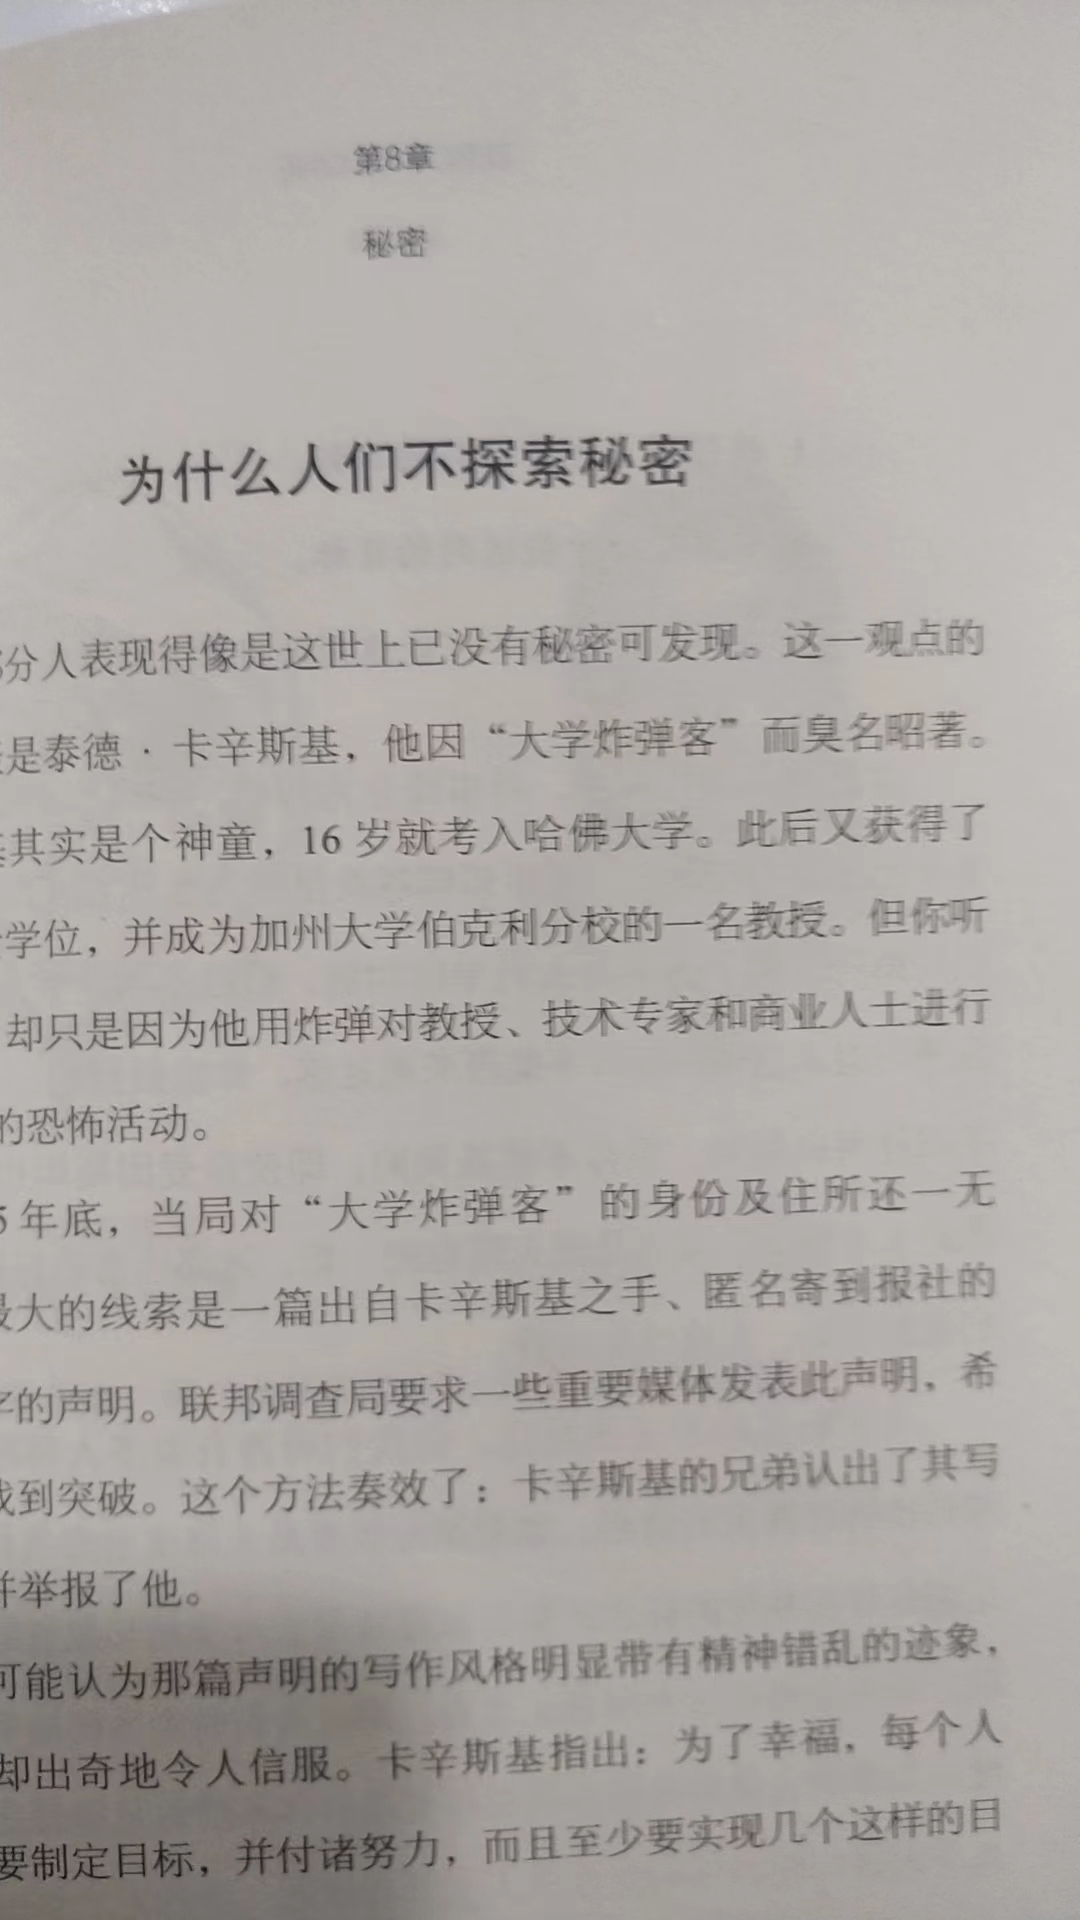 第8章
秘密
为什么人们不探索秘密
分人表现得像是这世上已没有秘密可发现。这一观点的
是泰德·卡辛斯基，他因“大学炸弹客”而臭名昭著。
其实是个神童，16岁就考入哈佛大学。此后又获得了
学位，并成为加州大学伯克利分校的一名教授。但你听
却只是因为他用炸弹对教授、技术专家和商业人士进行
的恐怖活动。
5年底，当局对“大学炸弹客”的身份及住所还一无
最大的线索是一篇出自卡辛斯基之手、匿名寄到报社的
字的声明。联邦调查局要求一些重要媒体发表此声明，希
找到突破。这个方法奏效了：卡辛斯基的兄弟认出了其写
并举报了他。
可能认为那篇声明的写作风格明显带有精神错乱的迹象，
却出奇地令人信服。卡辛斯基指出：为了幸福，每个人
要制定目标，并付诸努力，而且至少要实现几个这样的目